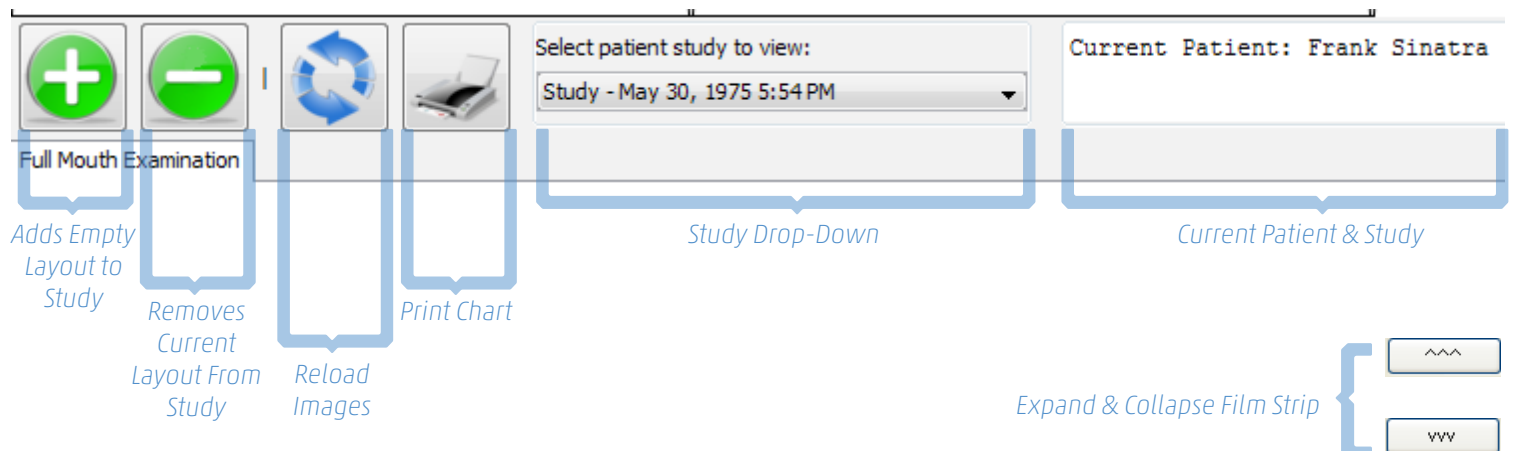 Select patient study to view:
Current Patient: Frank Sinatra
Study - May 30, 1975 5:54 PM
Full Mouth Examination
Adds Empty
Layout to
Study
Removes
Current
Layout From
Study
Reload
Images
Print Chart
Study Drop-Down
Current Patient & Study
Expand & Collapse Film Strip
^^^
vvv